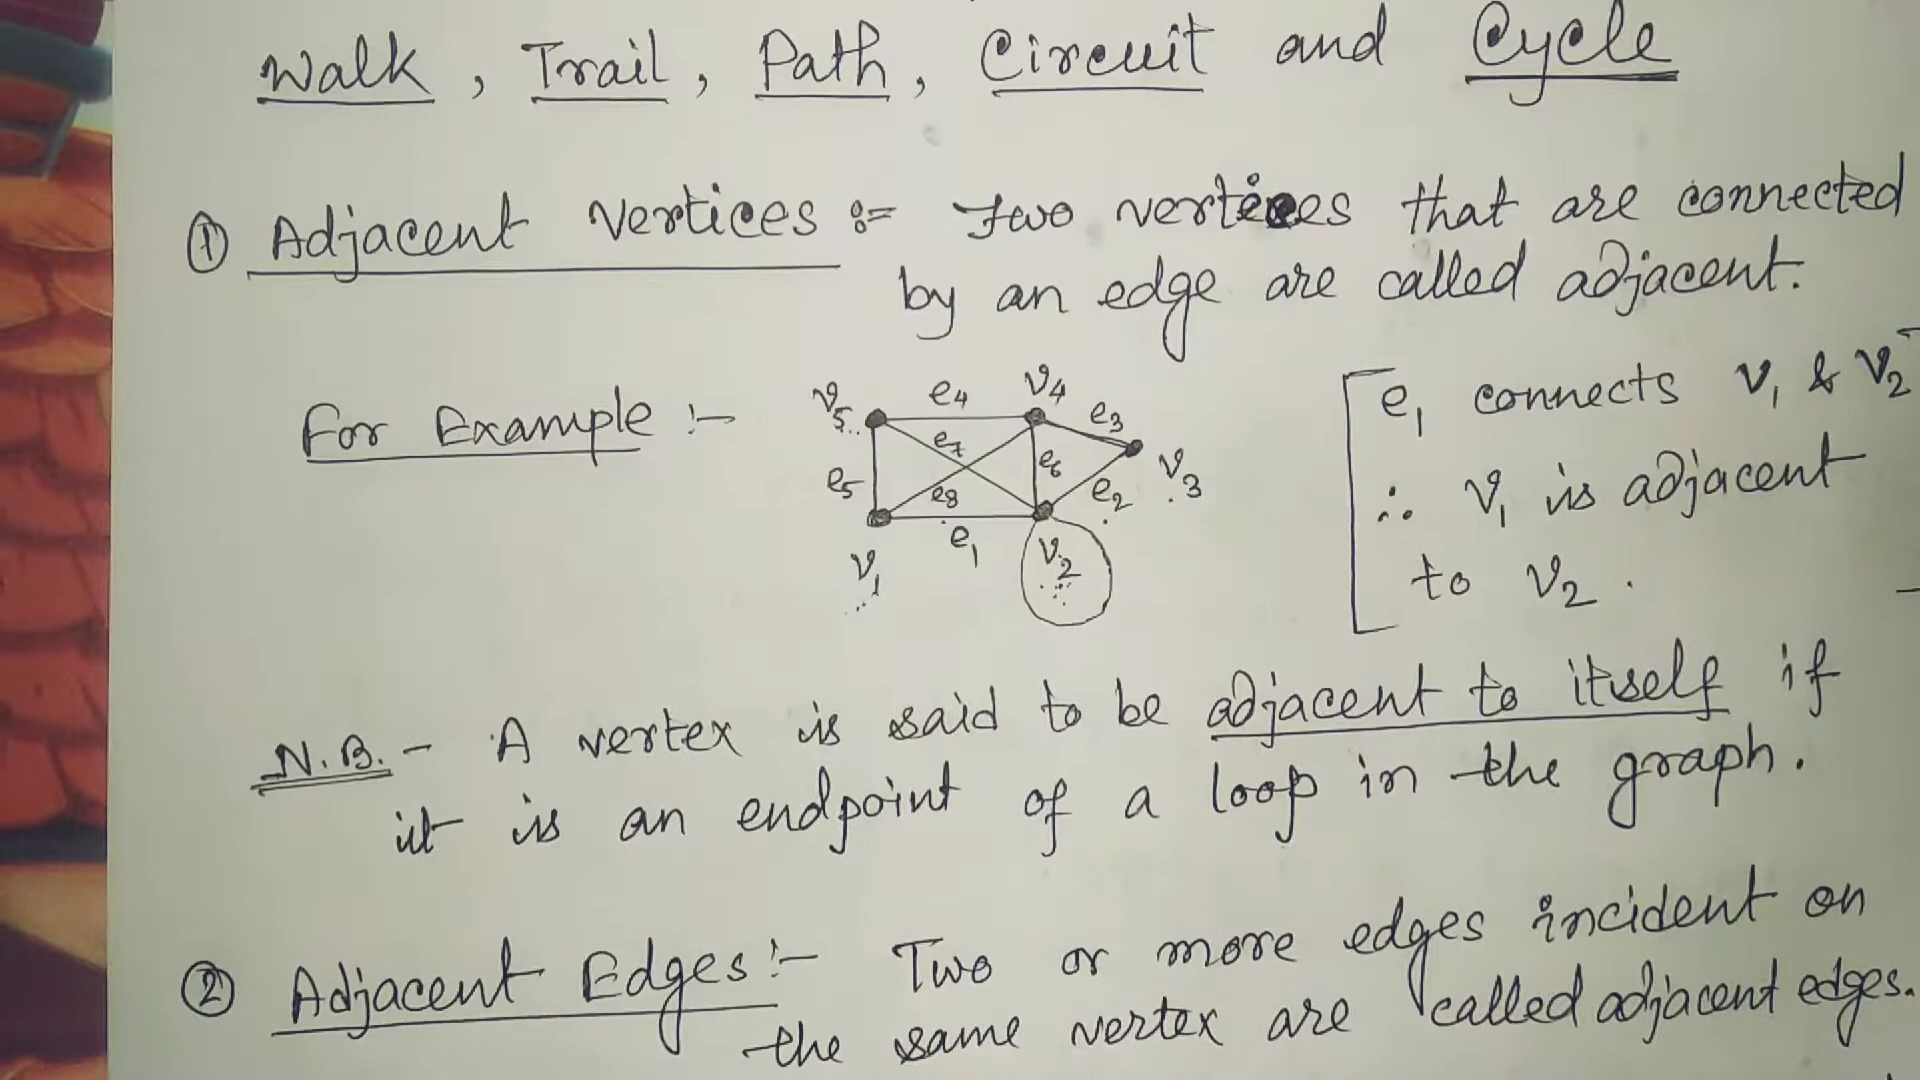 Walk, Trail, Path, Circuit and Cycle
① Adjacent Vertices :- Two vertices that are connected
by an edge are called adjacent.
For Example :-
v5 e4 v4 e3
e7 e6 v3
e5 e8 e2
v1 e1 v2
e1 connects v1 & v2
∴ v1 is adjacent
to v2.
N.B. - A vertex is said to be adjacent to itself if
it is an endpoint of a loop in the graph.
② Adjacent Edges :- Two or more edges incident on
the same vertex are called adjacent edges.